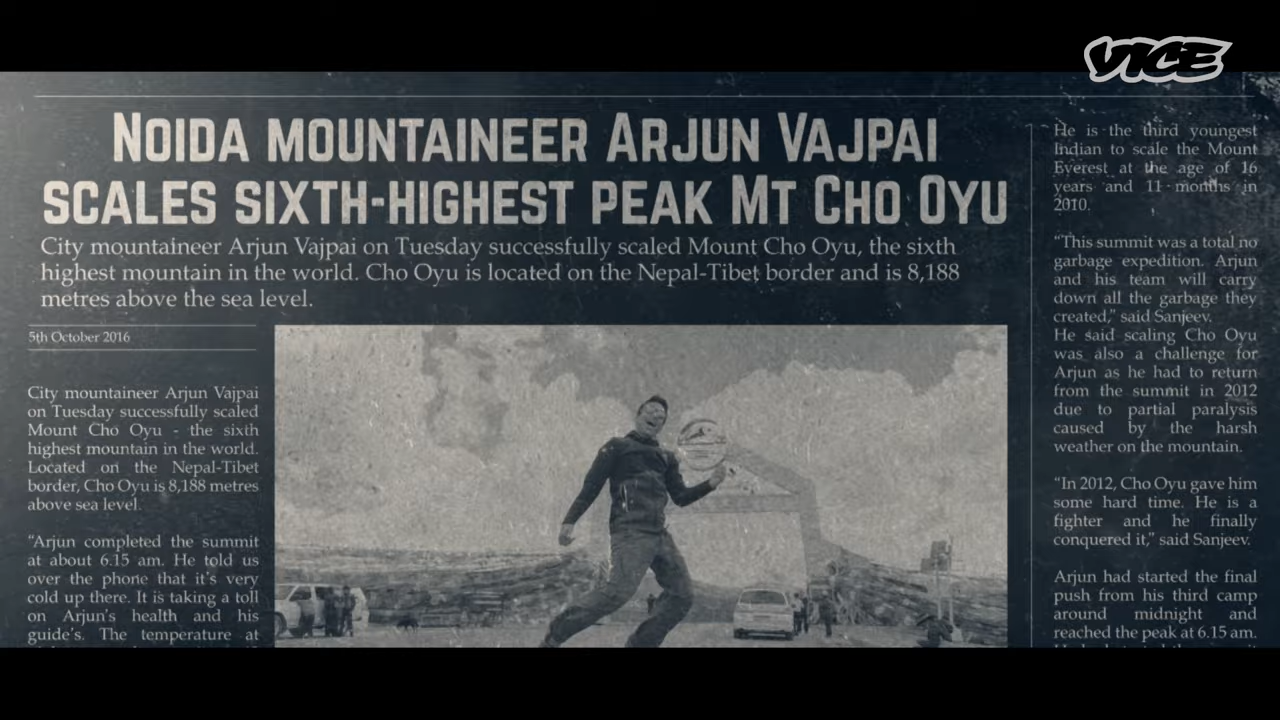 VICE
NOIDA MOUNTAINEER ARJUN VAJPAI
SCALES SIXTH-HIGHEST PEAK MT CHO OYU
City mountaineer Arjun Vajpai on Tuesday successfully scaled Mount Cho Oyu, the sixth
highest mountain in the world. Cho Oyu is located on the Nepal-Tibet border and is 8,188
metres above the sea level.
5th October 2016
City mountaineer Arjun Vajpai
on Tuesday successfully scaled
Mount Cho Oyu - the sixth
highest mountain in the world.
Located on the Nepal-Tibet
border, Cho Oyu is 8,188 metres
above sea level.
“Arjun completed the summit
at about 6.15 am. He told us
over the phone that it's very
cold up there. It is taking a toll
on Arjun's health and his
guide's. The temperature at
He is the third youngest
Indian to scale the Mount
Everest at the age of 16
years and 11 months in
2010.
“This summit was a total no
garbage expedition. Arjun
and his team will carry
down all the garbage they
created,” said Sanjeev.
He said scaling Cho Oyu
was also a challenge for
Arjun as he had to return
from the summit in 2012
due to partial paralysis
caused by the harsh
weather on the mountain.
“In 2012, Cho Oyu gave him
some hard time. He is a
fighter and he finally
conquered it,” said Sanjeev.
Arjun had started the final
push from his third camp
around midnight and
reached the peak at 6.15 am.